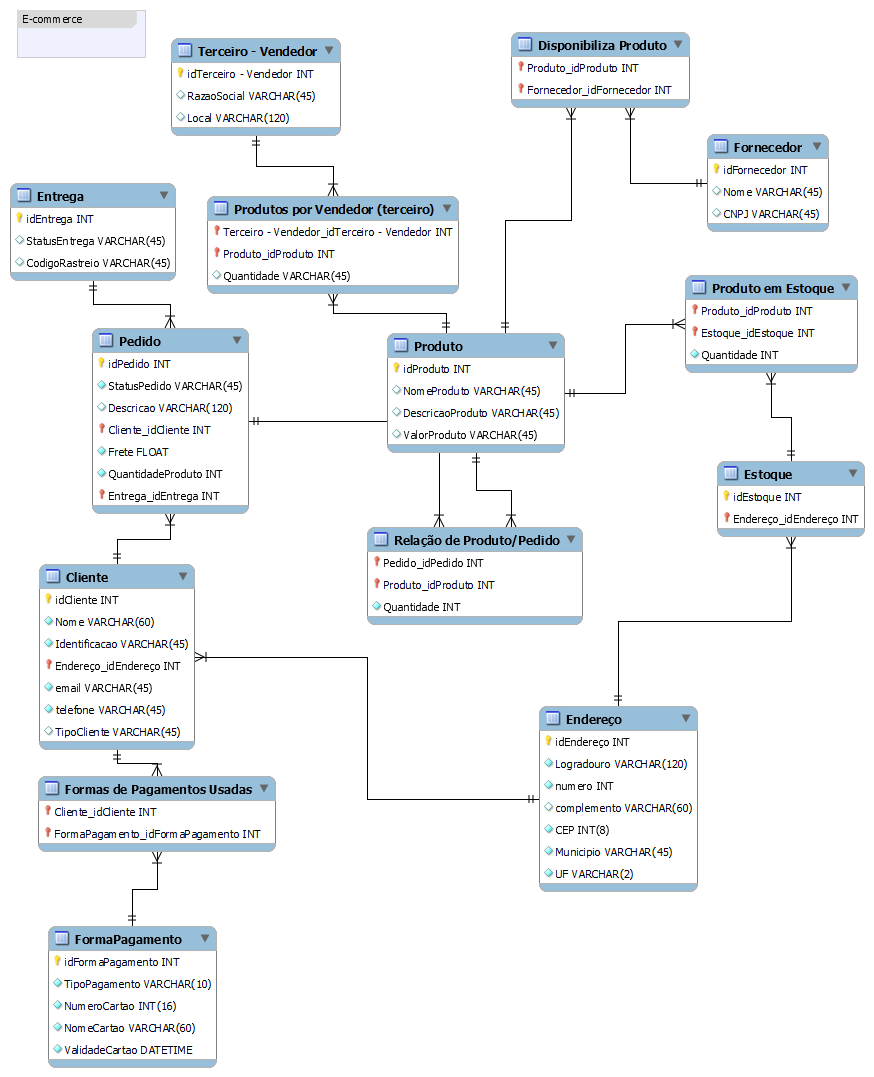 E-commerce
Terceiro - Vendedor
idTerceiro - Vendedor INT
RazaoSocial VARCHAR(45)
Local VARCHAR(120)
Disponibiliza Produto
Produto_idProduto INT
Fornecedor_idFornecedor INT
Fornecedor
idFornecedor INT
Nome VARCHAR(45)
CNPJ VARCHAR(45)
Entrega
idEntrega INT
StatusEntrega VARCHAR(45)
CodigoRastreio VARCHAR(45)
Produtos por Vendedor (terceiro)
Terceiro - Vendedor_idTerceiro - Vendedor INT
Produto_idProduto INT
Quantidade VARCHAR(45)
Produto em Estoque
Produto_idProduto INT
Estoque_idEstoque INT
Quantidade INT
Pedido
idPedido INT
StatusPedido VARCHAR(45)
Descricao VARCHAR(120)
Cliente_idCliente INT
Frete FLOAT
QuantidadeProduto INT
Entrega_idEntrega INT
Produto
idProduto INT
NomeProduto VARCHAR(45)
DescricaoProduto VARCHAR(45)
ValorProduto VARCHAR(45)
Estoque
idEstoque INT
Endereço_idEndereço INT
Relação de Produto/Pedido
Pedido_idPedido INT
Produto_idProduto INT
Quantidade INT
Cliente
idCliente INT
Nome VARCHAR(60)
Identificacao VARCHAR(45)
Endereço_idEndereço INT
email VARCHAR(45)
telefone VARCHAR(45)
TipoCliente VARCHAR(45)
Endereço
idEndereço INT
Logradouro VARCHAR(120)
numero INT
complemento VARCHAR(60)
CEP INT(8)
Municipio VARCHAR(45)
UF VARCHAR(2)
Formas de Pagamentos Usadas
Cliente_idCliente INT
FormaPagamento_idFormaPagamento INT
FormaPagamento
idFormaPagamento INT
TipoPagamento VARCHAR(10)
NumeroCartao INT(16)
NomeCartao VARCHAR(60)
ValidadeCartao DATETIME